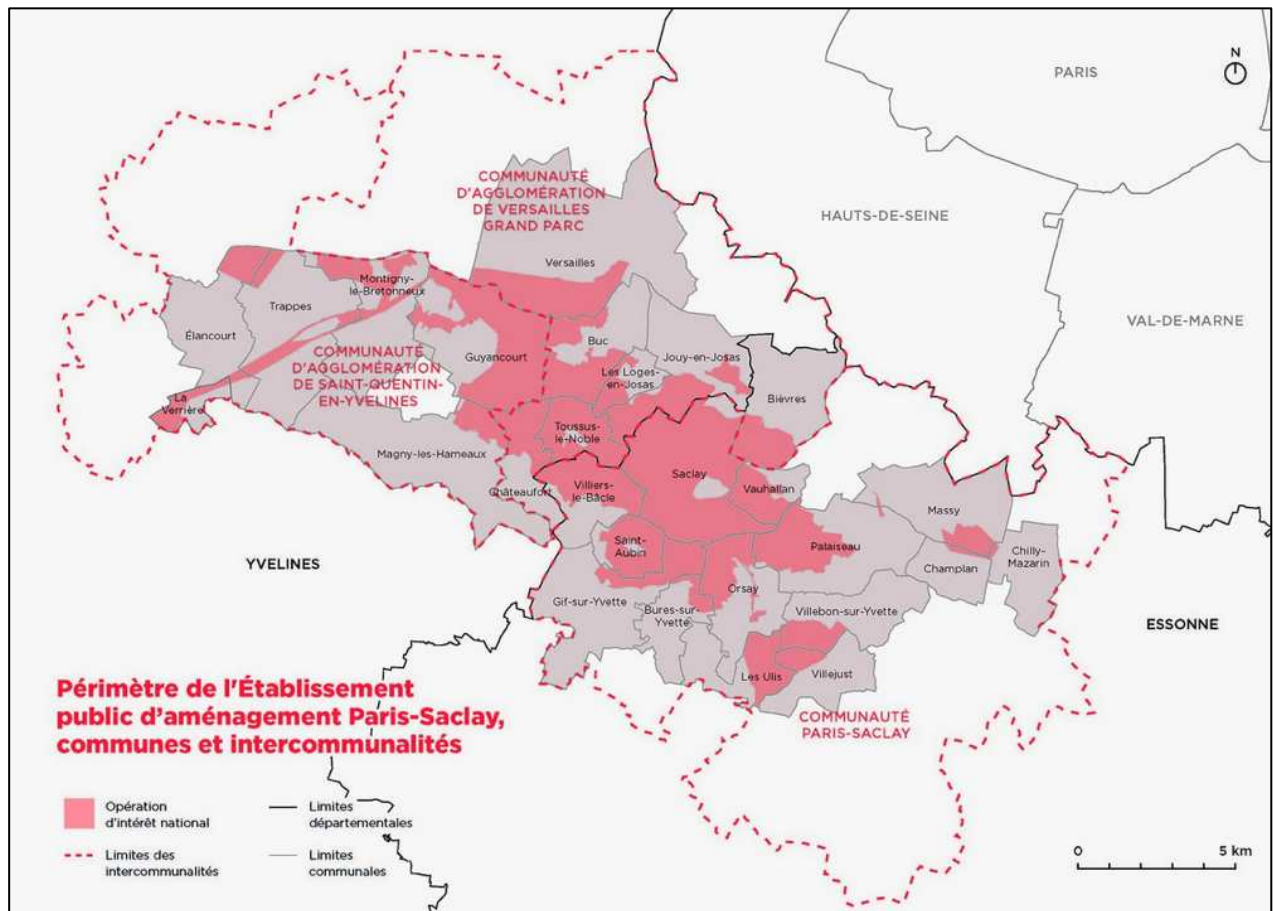 N
PARIS
COMMUNAUTÉ
D'AGGLOMÉRATION
DE VERSAILLES
GRAND PARC
HAUTS-DE-SEINE
Versailles
Montigny-
le-Bretonneux
Trappes
VAL-DE-MARNE
Élancourt
Buc
COMMUNAUTÉ
D'AGGLOMÉRATION
DE SAINT-QUENTIN-
EN-YVELINES
Guyancourt
Jouy-en-Josas
Les Loges-
en-Josas
Bièvres
La
Verrière
Toussus-
le-Noble
Magny-les-Hameaux
Saclay
Châteaufort
Villiers-
le-Bâcle
Vauhallan
Massy
Saint-
Aubin
Palaiseau
Chilly-
Mazarin
Champlan
YVELINES
Orsay
Gif-sur-Yvette
Bures-sur-
Yvette
Villebon-sur-Yvette
ESSONNE
Les Ulis
Villejust
COMMUNAUTÉ
PARIS-SACLAY
Périmètre de l'Établissement
public d’aménagement Paris-Saclay,
communes et intercommunalités
Opération
d'intérêt national
Limites
départementales
Limites des
intercommunalités
Limites
communales
0 5 km